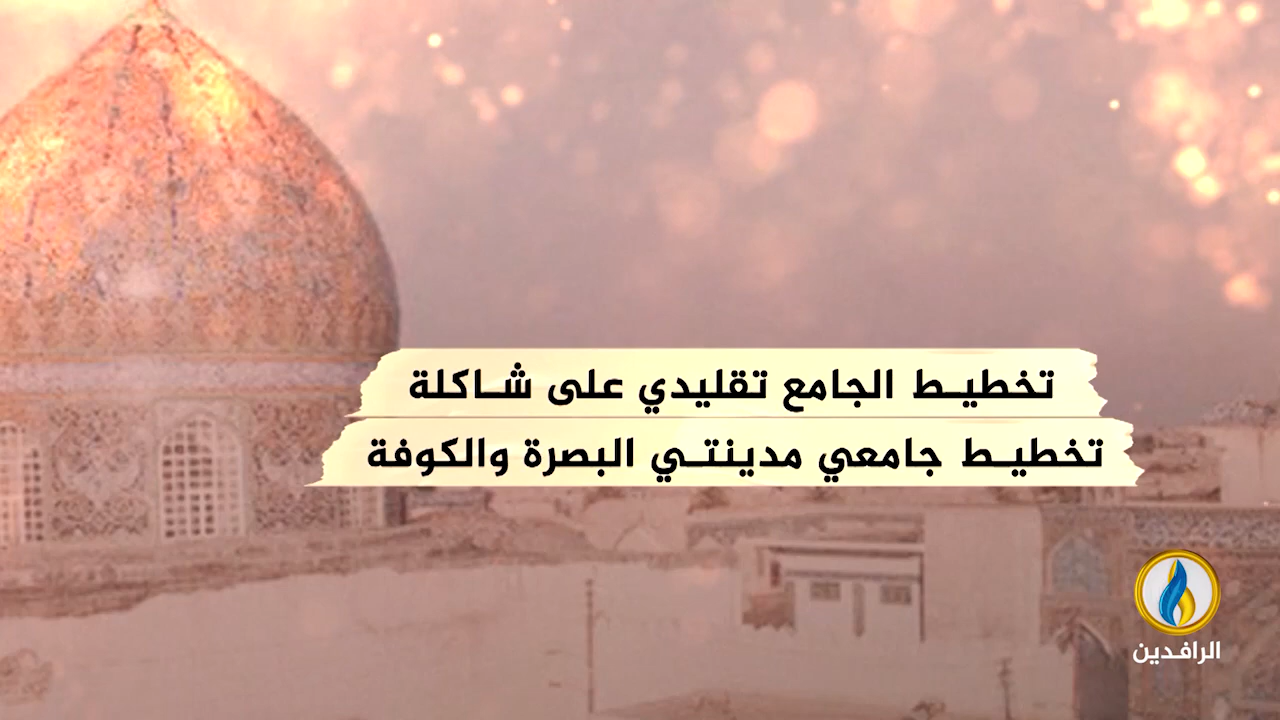 تخطيـط الجامع تقليدي على شـاكلة
تخطيـط جامعي مدينتـي البصرة والكوفة
الرافدين